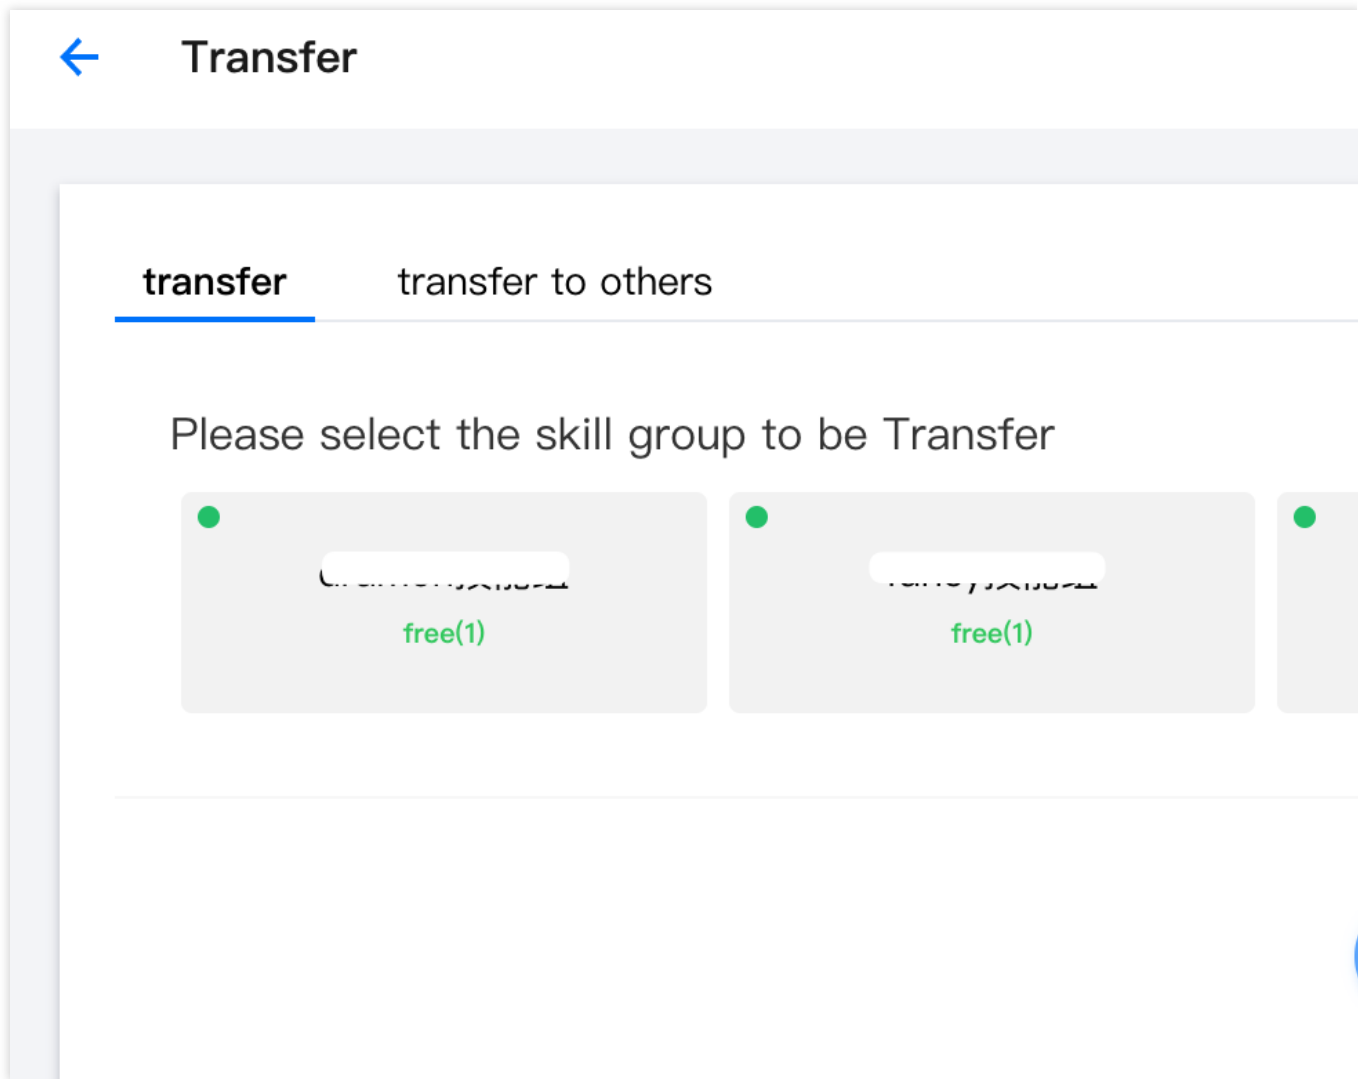 Transfer
transfer
transfer to others
Please select the skill group to be Transfer
free(1)
free(1)